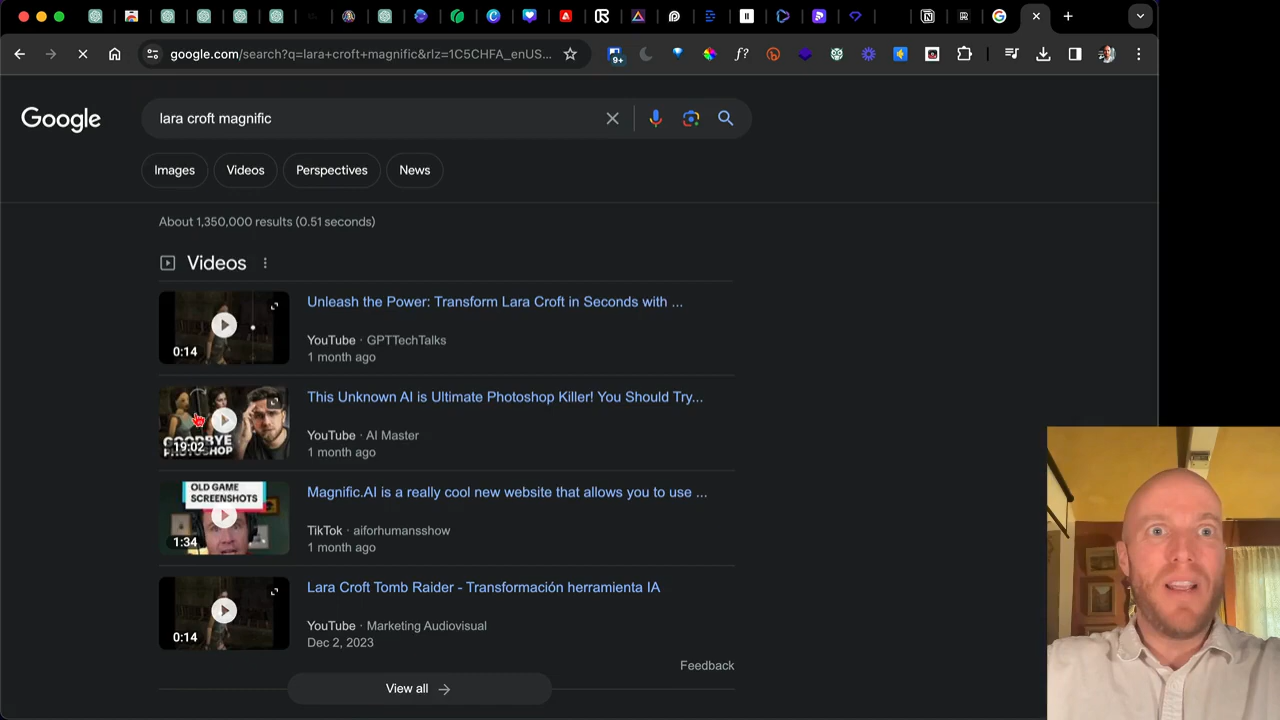 google.com/search?q=lara croft+magnific&rlz=1C5CHFA_enUS...
9+
f?
Google
lara croft magnific
Images
Videos
Perspectives
News
About 1,350,000 results (0.51 seconds)
Videos
0:14
Unleash the Power: Transform Lara Croft in Seconds with ...
YouTube · GPTTechTalks
1 month ago
GOODBYE
PHOTOSHOP
19:02
This Unknown AI is Ultimate Photoshop Killer! You Should Try...
YouTube · AI Master
1 month ago
OLD GAME
SCREENSHOTS
1:34
Magnific.AI is a really cool new website that allows you to use ...
TikTok · aiforhumansshow
1 month ago
0:14
Lara Croft Tomb Raider - Transformación herramienta IA
YouTube · Marketing Audiovisual
Dec 2, 2023
Feedback
View all